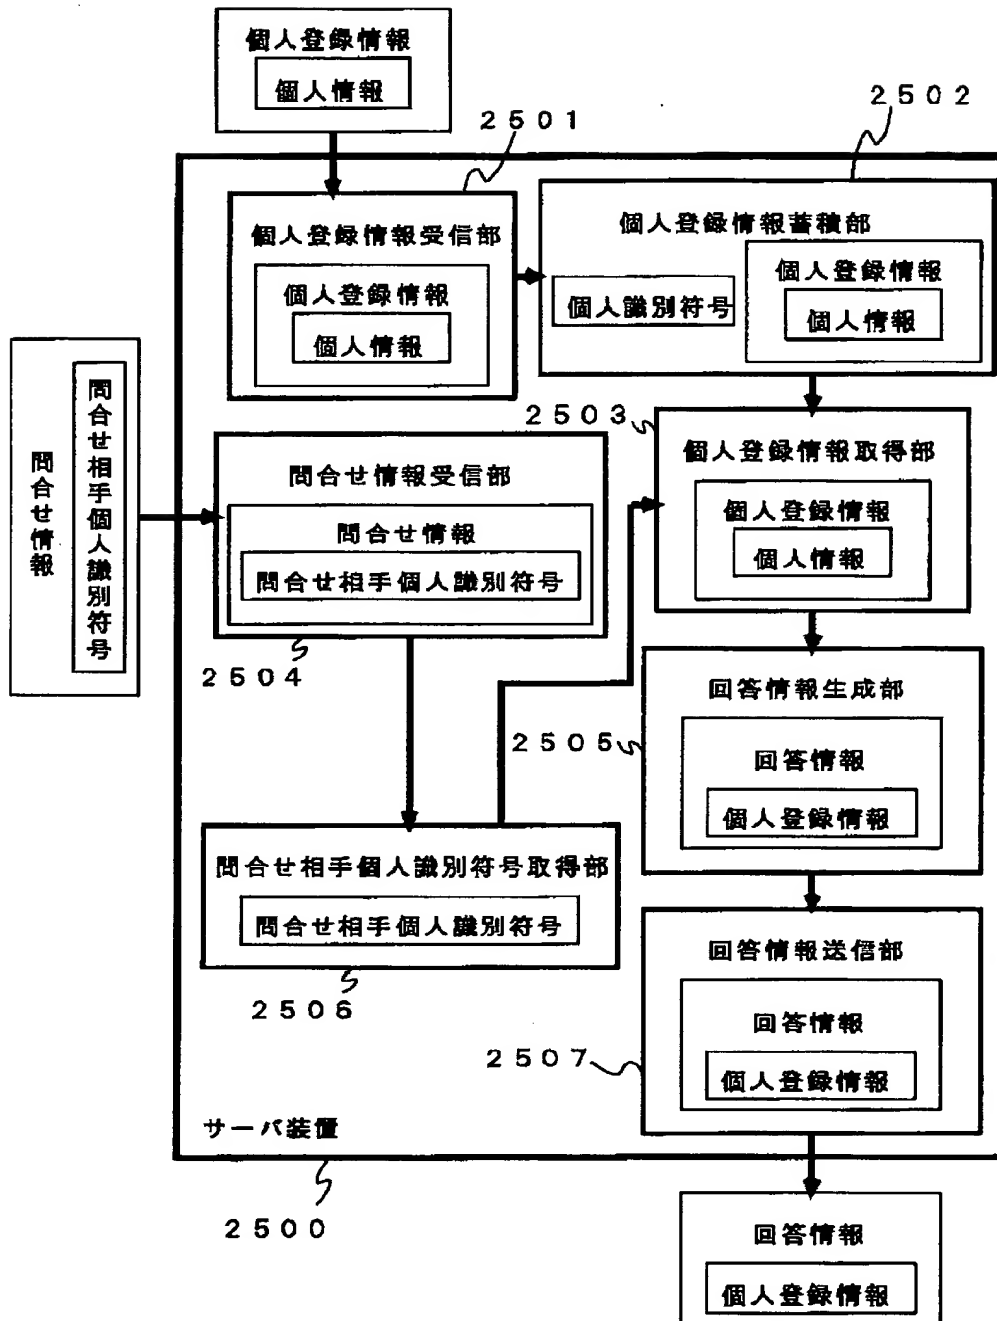 個人登録情報
個人情報
2501
2502
個人登録情報受信部
個人登録情報
個人情報
個人登録情報蓄積部
個人識別符号
個人登録情報
個人情報
問合せ情報
問合せ相手個人識別符号
2503
個人登録情報取得部
個人登録情報
個人情報
問合せ情報受信部
問合せ情報
問合せ相手個人識別符号
2504
2505
回答情報生成部
回答情報
個人登録情報
問合せ相手個人識別符号取得部
問合せ相手個人識別符号
2506
2507
回答情報送信部
回答情報
個人登録情報
サーバ装置
2500
回答情報
個人登録情報